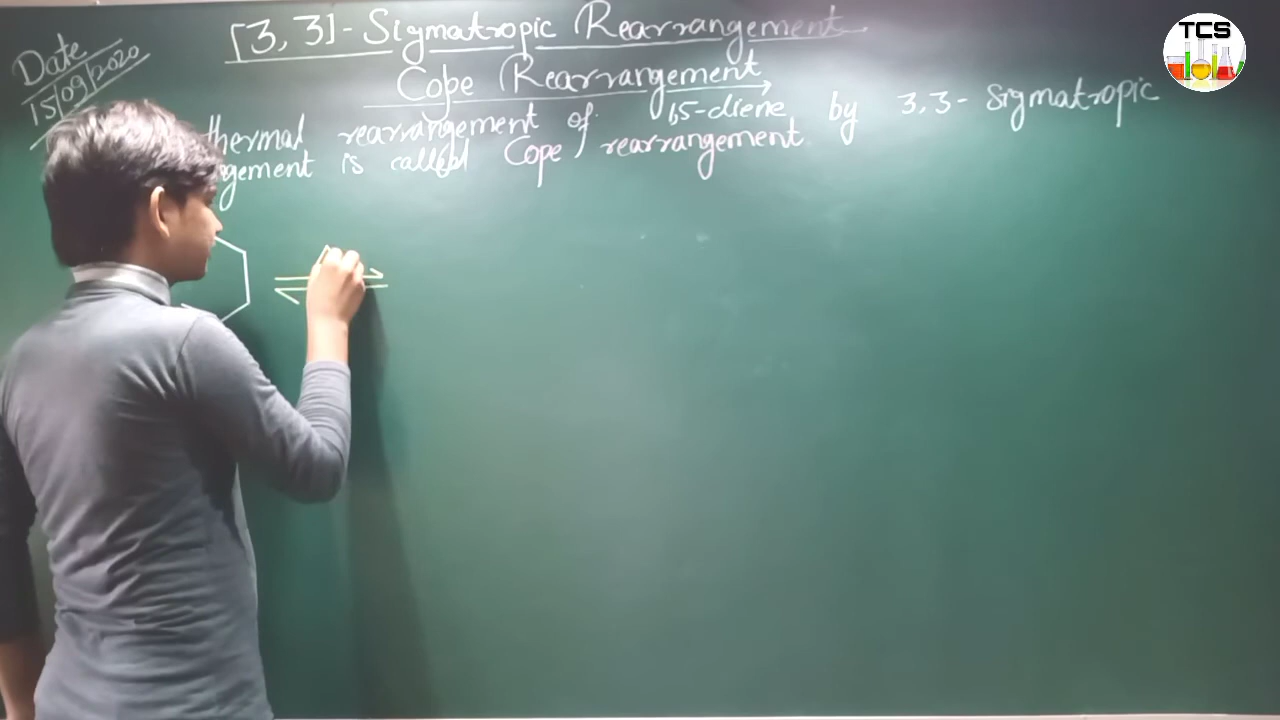 [3,3]-Sigmatropic Rearrangement
Cope Rearrangement
Date
15/09/2020
thermal rearrangement of 1,5-diene by 3,3- Sigmatropic
gement is called Cope rearrangement
TCS